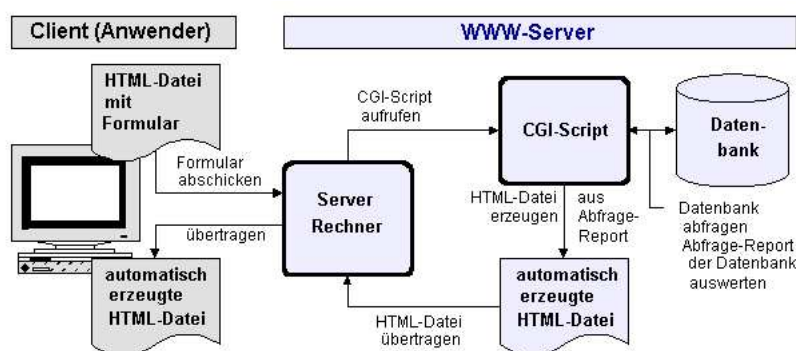 Client (Anwender)
WWW-Server
HTML-Datei
mit
Formular
Formular
abschicken
übertragen
automatisch
erzeugte
HTML-Datei
Server
Rechner
CGI-Script
aufrufen
CGI-Script
Daten-
bank
HTML-Datei
erzeugen
aus
Abfrage-
Report
Datenbank
abfragen
Abfrage-Report
der Datenbank
auswerten
automatisch
erzeugte
HTML-Datei
HTML-Datei
übertragen